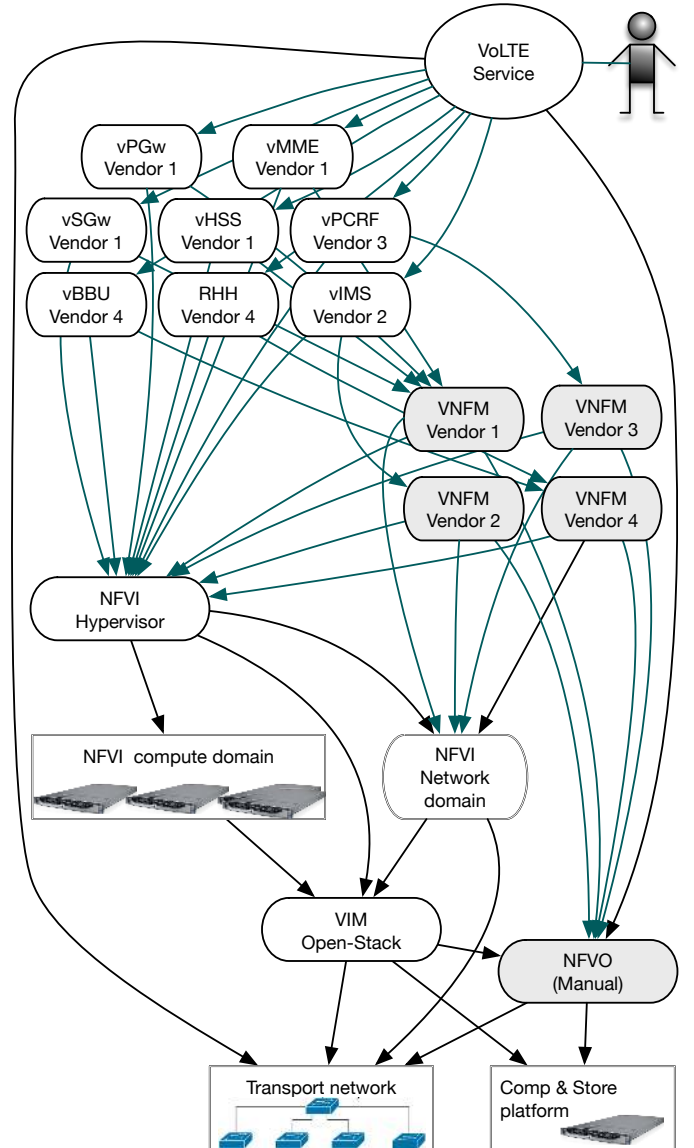 VoLTE
Service
vPGw
Vendor 1
vMME
Vendor 1
vSGw
Vendor 1
vHSS
Vendor 1
vPCRF
Vendor 3
vBBU
Vendor 4
RHH
Vendor 4
vIMS
Vendor 2
VNFM
Vendor 1
VNFM
Vendor 3
VNFM
Vendor 2
VNFM
Vendor 4
NFVI
Hypervisor
NFVI compute domain
NFVI
Network
domain
VIM
Open-Stack
NFVO
(Manual)
Transport network
Comp & Store
platform